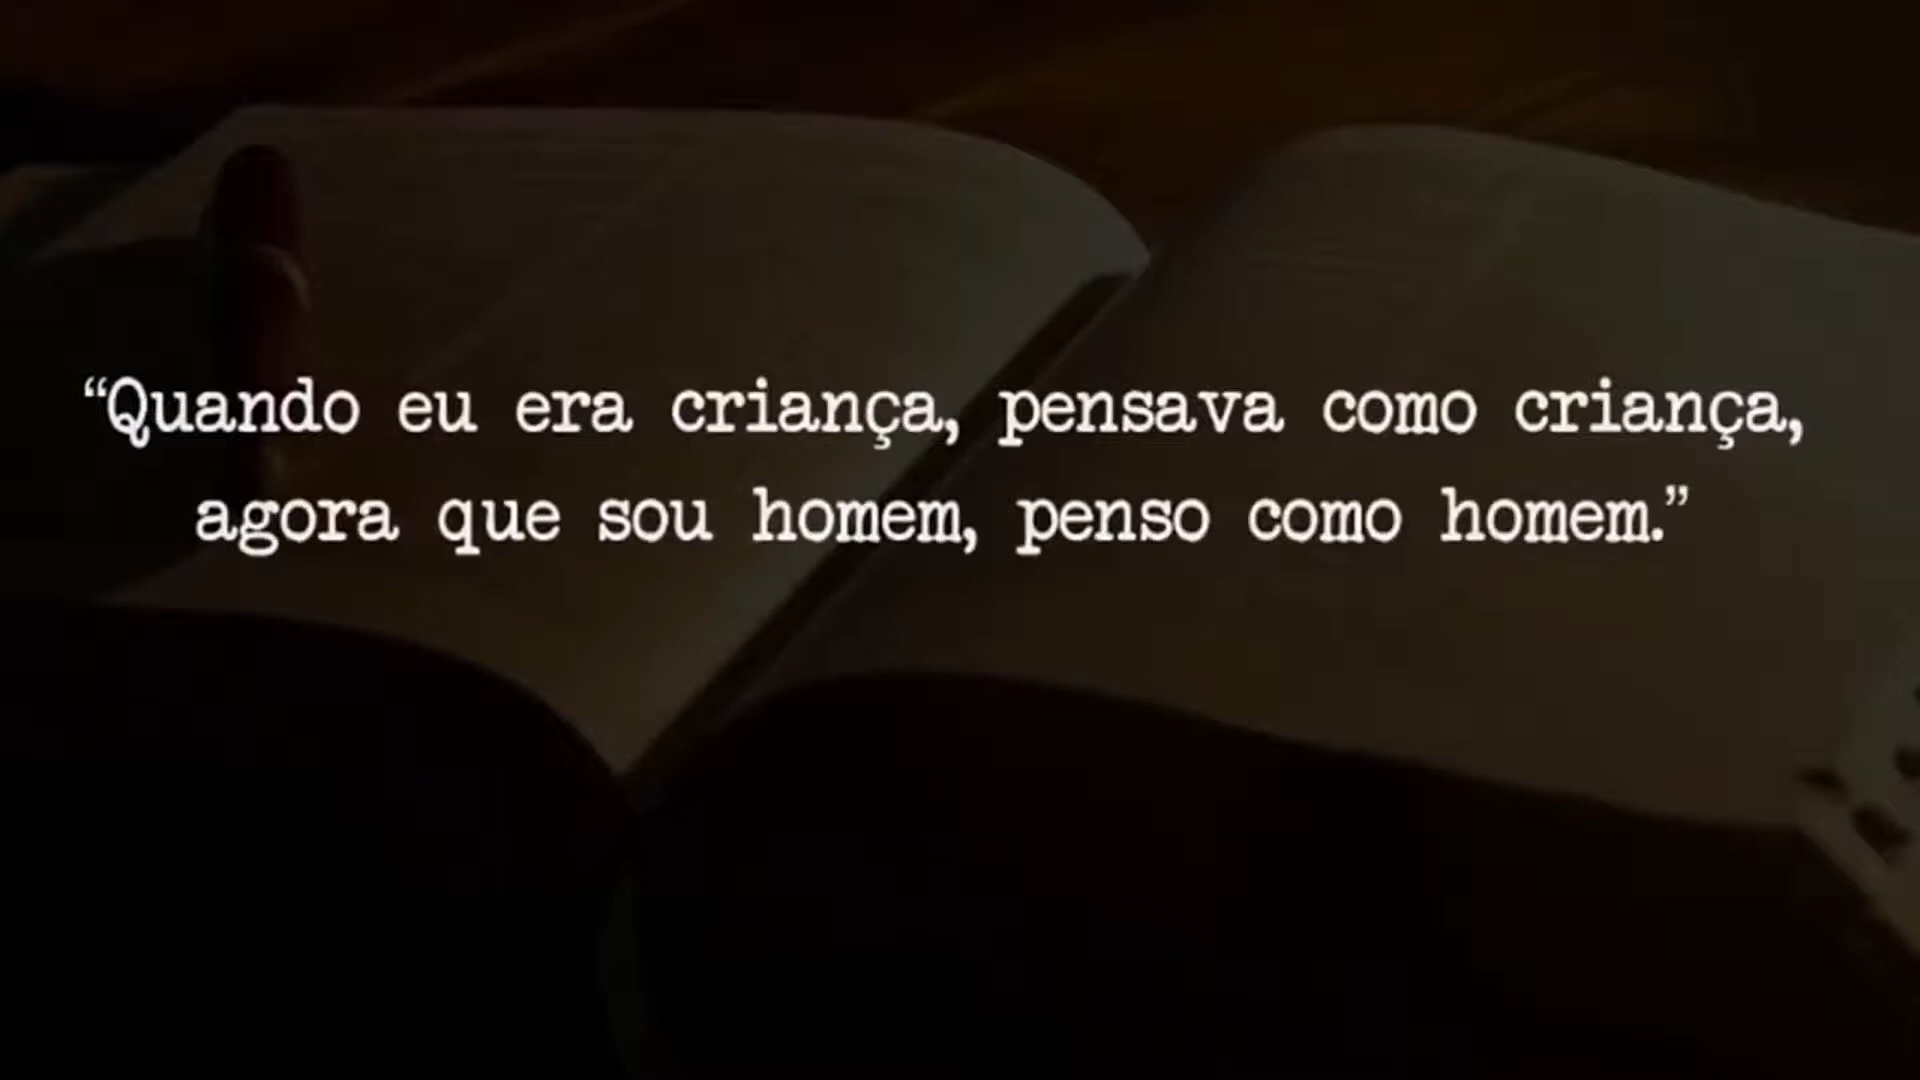 “Quando eu era criança, pensava como criança,
agora que sou homem, penso como homem.”